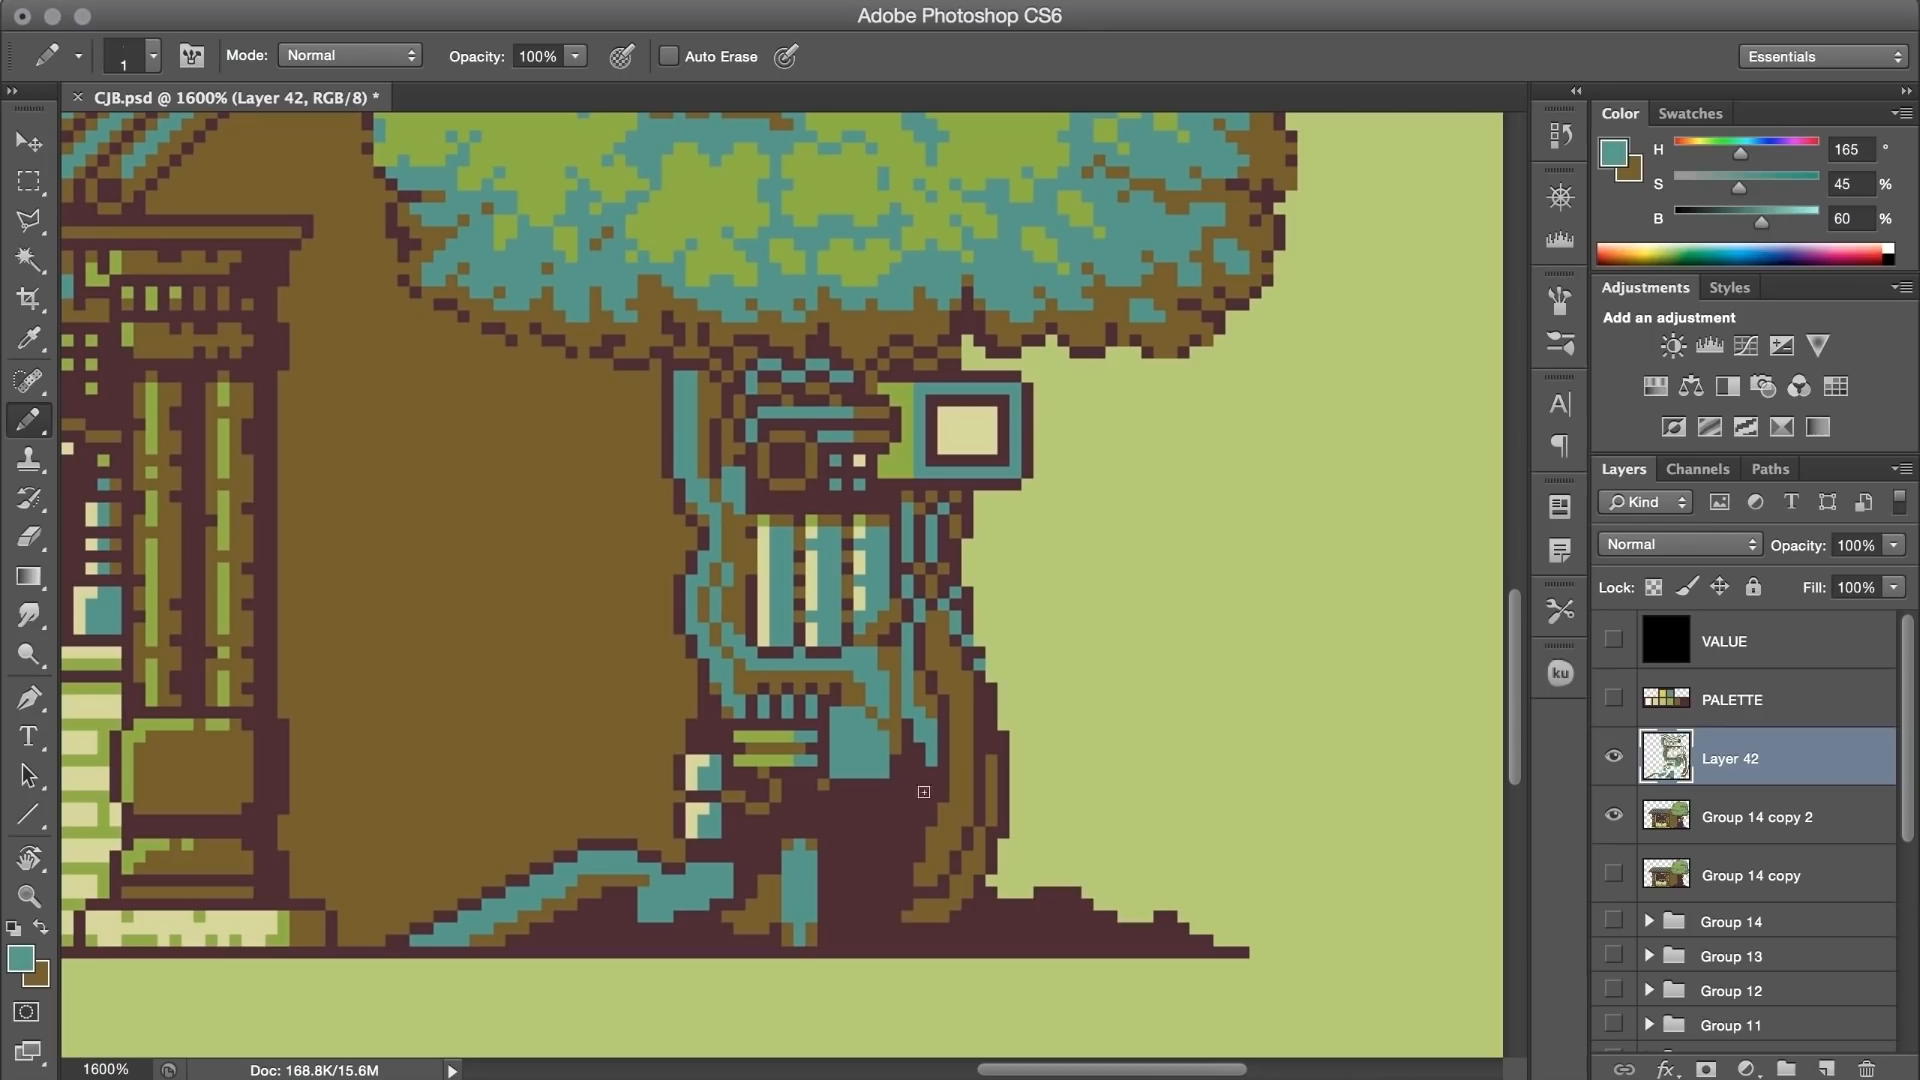 Adobe Photoshop CS6
1
Mode: Normal
Opacity: 100%
Auto Erase
Essentials
CJB.psd @ 1600% (Layer 42, RGB/8) *
Color Swatches
H 165 °
S 45 %
B 60 %
Adjustments Styles
Add an adjustment
Layers Channels Paths
Kind
Normal
Opacity: 100%
Lock:
Fill: 100%
VALUE
PALETTE
Layer 42
Group 14 copy 2
Group 14 copy
Group 14
Group 13
Group 12
Group 11
A
ku
T
T
fx
1600%
Doc: 168.8K/15.6M